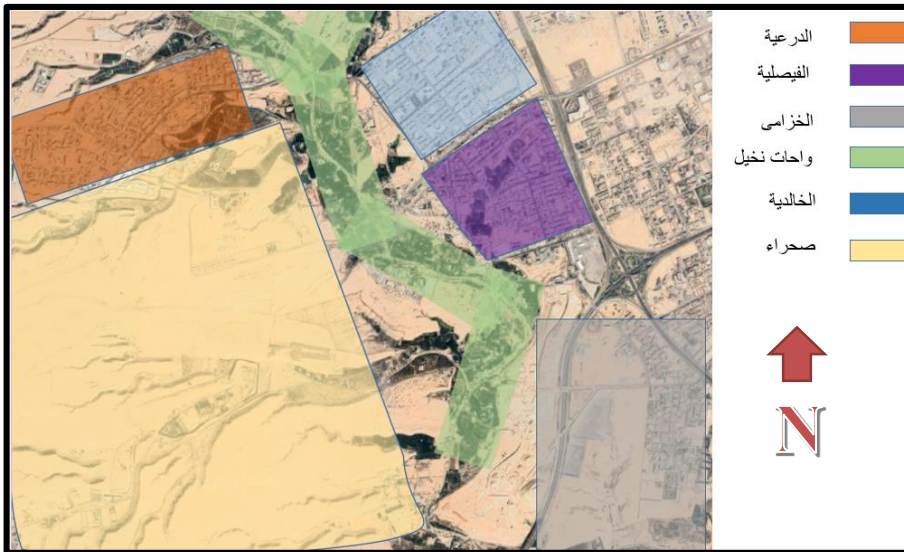 الدرعية
الفيصلية
الخزامى
واحات نخيل
الخالدية
صحراء
N